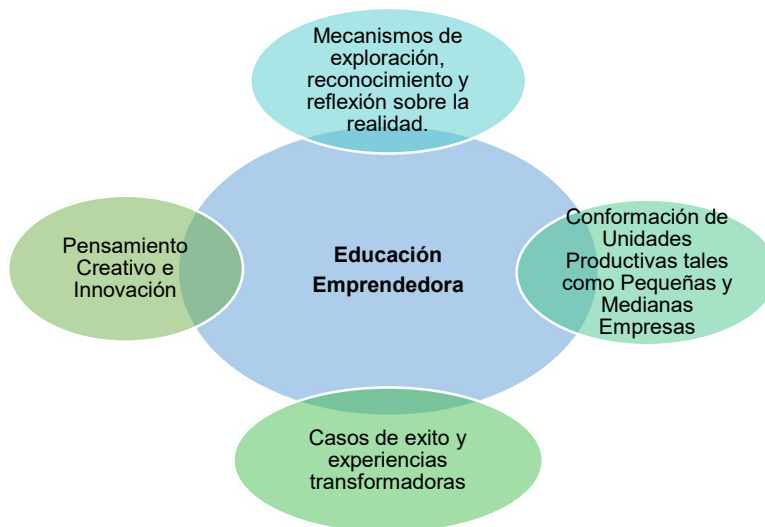 Mecanismos de
exploración,
reconocimiento y
reflexión sobre la
realidad.
Pensamiento
Creativo e
Innovación
Educación
Emprendedora
Conformación de
Unidades
Productivas tales
como Pequeñas y
Medianas
Empresas
Casos de exito y
experiencias
transformadoras